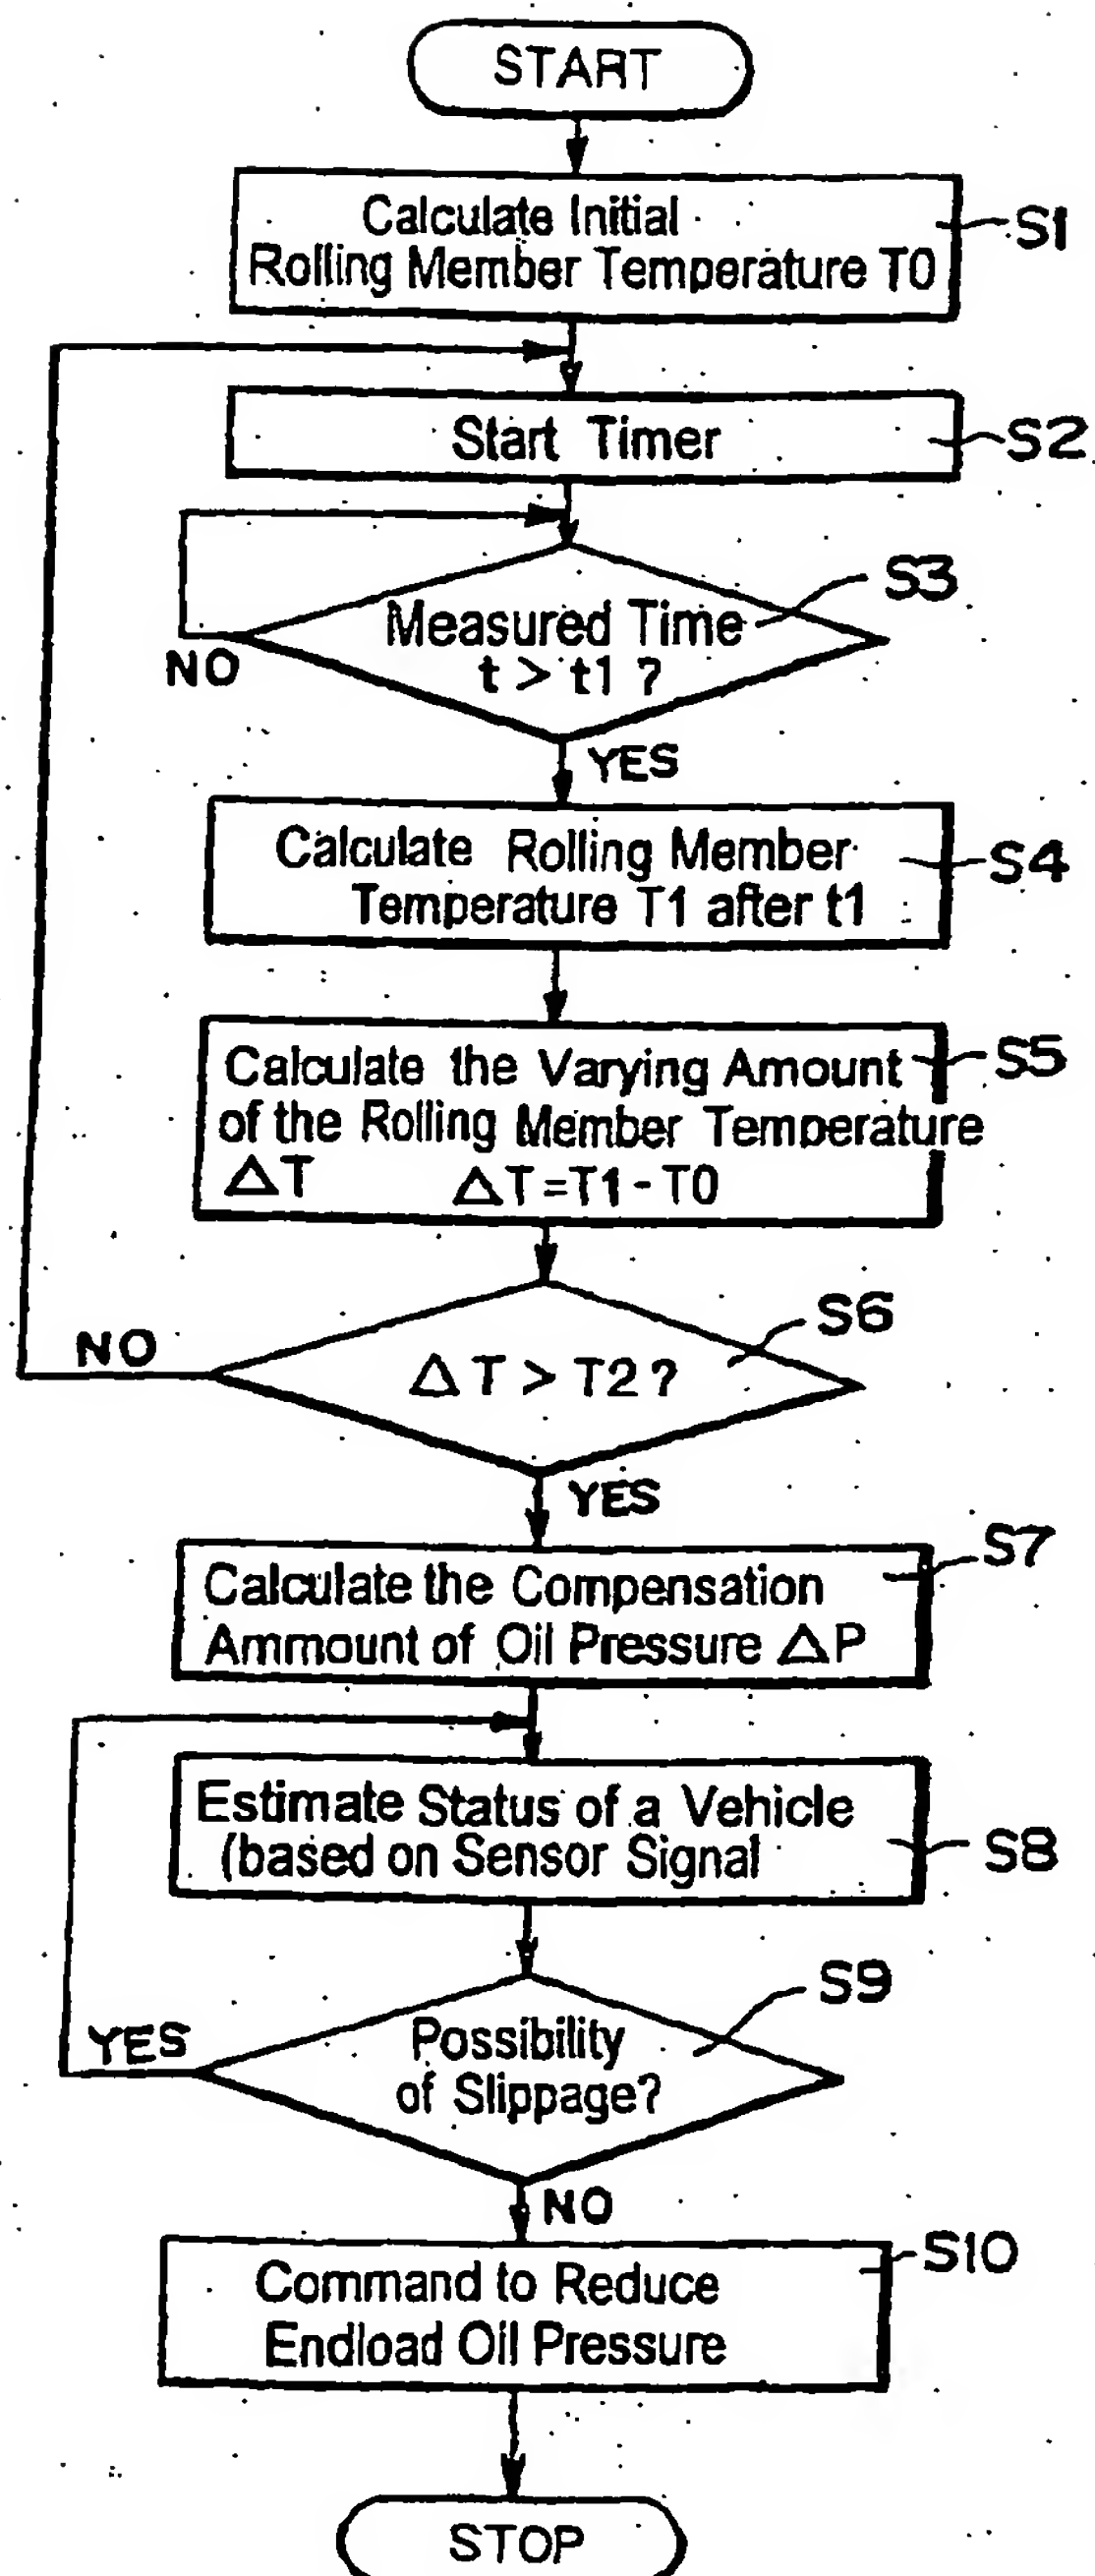 START
Calculate Initial
Rolling Member Temperature T0
S1
Start Timer
S2
S3
Measured Time
t > t1 ?
NO
YES
Calculate Rolling Member
Temperature T1 after t1
S4
Calculate the Varying Amount
of the Rolling Member Temperature
ΔT ΔT=T1-T0
S5
S6
NO
ΔT > T2?
YES
S7
Calculate the Compensation
Ammount of Oil Pressure ΔP
Estimate Status of a Vehicle
(based on Sensor Signal
S8
S9
YES
Possibility
of Slippage?
NO
S10
Command to Reduce
Endload Oil Pressure
STOP